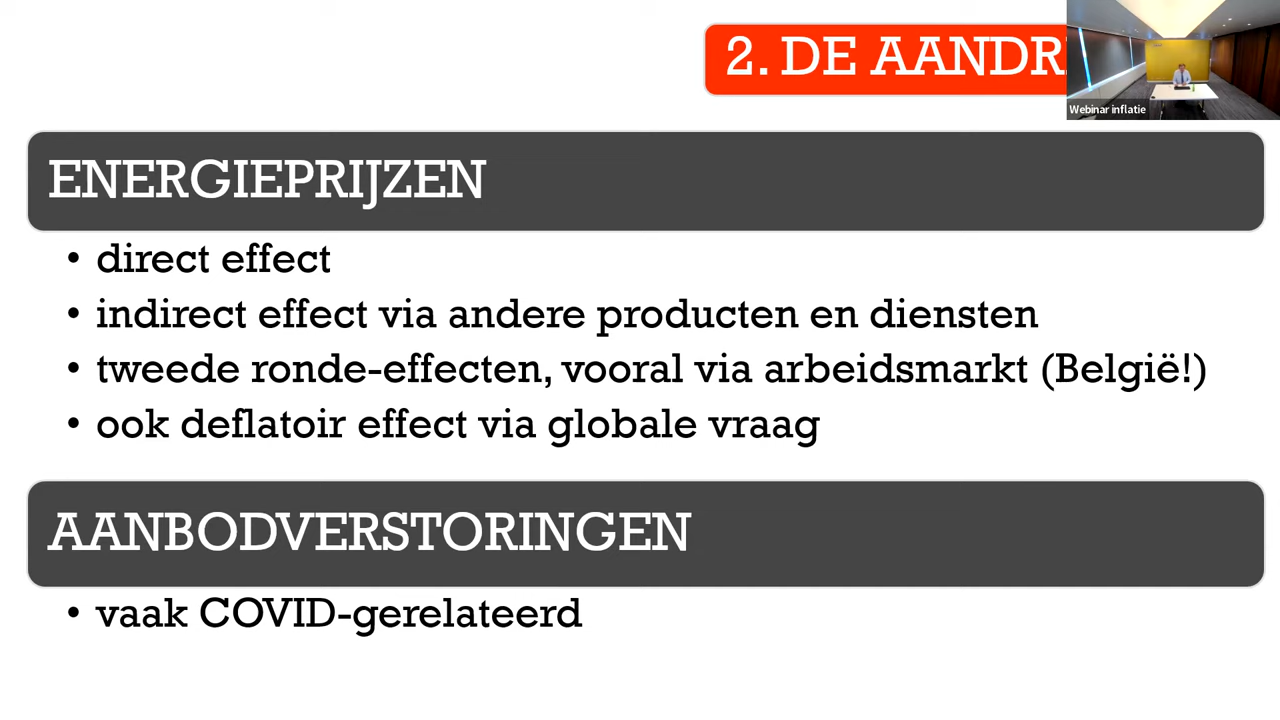 2. DE
Webinar inflatie
ENERGIEPRIJZEN
• direct effect
• indirect effect via andere producten en diensten
• tweede ronde-effecten, vooral via arbeidsmarkt (België!)
• ook deflatoir effect via globale vraag
AANBODVERSTORINGEN
• vaak COVID-gerelateerd